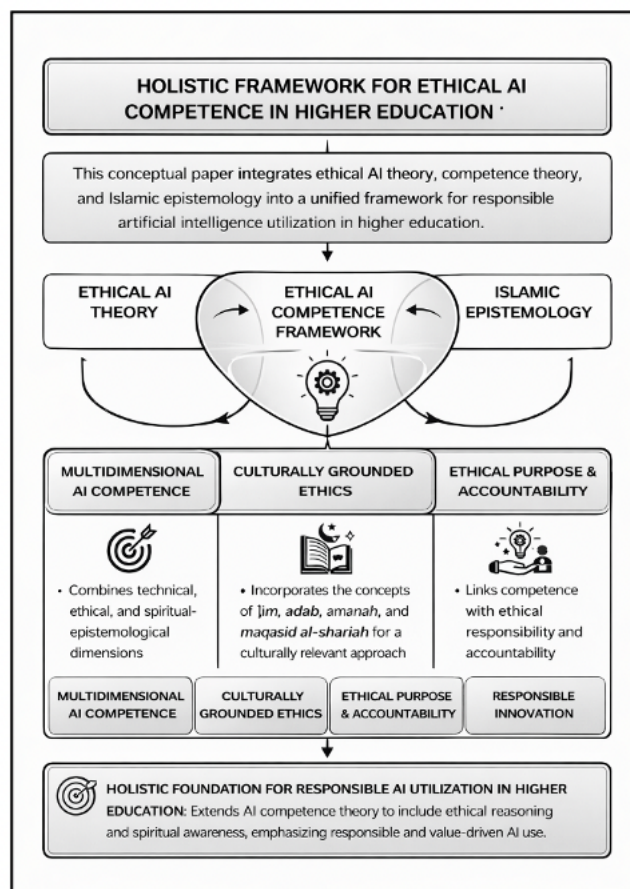 HOLISTIC FRAMEWORK FOR ETHICAL AI
COMPETENCE IN HIGHER EDUCATION ·
This conceptual paper integrates ethical AI theory, competence theory,
and Islamic epistemology into a unified framework for responsible
artificial intelligence utilization in higher education.
ETHICAL AI
THEORY
ETHICAL AI
COMPETENCE
FRAMEWORK
ISLAMIC
EPISTEMOLOGY
MULTIDIMENSIONAL
AI COMPETENCE
CULTURALLY GROUNDED
ETHICS
ETHICAL PURPOSE &
ACCOUNTABILITY
· Combines technical,
ethical, and spiritual-
epistemological
dimensions
• Incorporates the concepts
of adab, amanah, and
maqasid al-shariah for a
culturally relevant approach
• Links competence
with ethical
responsibility and
accountability
MULTIDIMENSIONAL
AI COMPETENCE
CULTURALLY
GROUNDED ETHICS
ETHICAL PURPOSE
& ACCOUNTABILITY
RESPONSIBLE
INNOVATION
HOLISTIC FOUNDATION FOR RESPONSIBLE AI UTILIZATION IN HIGHER
EDUCATION: Extends AI competence theory to include ethical reasoning
and spiritual awareness, emphasizing responsible and value-driven AI use.